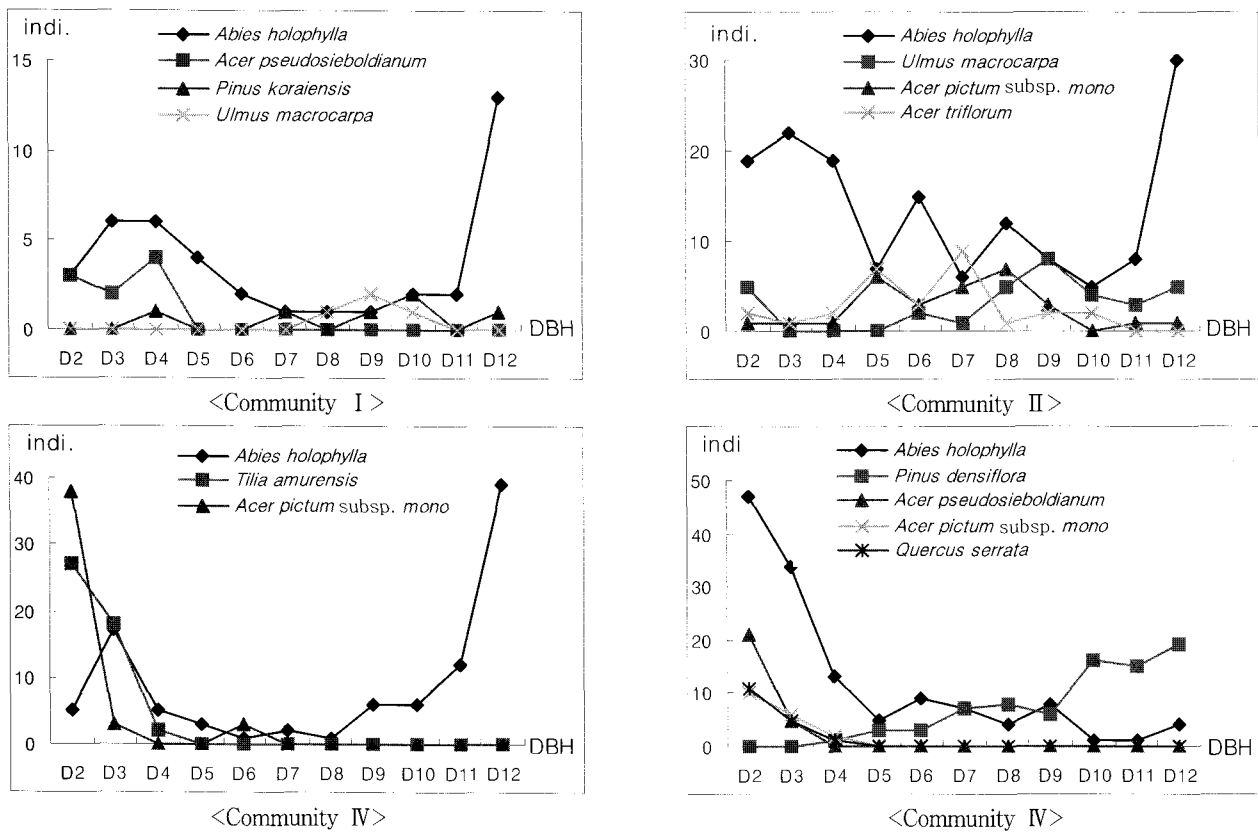 indi.
Abies holophylla
Acer pseudosieboldianum
Pinus koraiensis
Ulmus macrocarpa
15
10
5
0
DBH
D2 D3 D4 D5 D6 D7 D8 D9 D10 D11 D12
<Community Ⅰ>
indi.
Abies holophylla
Ulmus macrocarpa
Acer pictum subsp. mono
Acer triflorum
30
20
10
0
DBH
D2 D3 D4 D5 D6 D7 D8 D9 D10 D11 D12
<Community Ⅱ>
indi.
Abies holophylla
Tilia amurensis
Acer pictum subsp. mono
40
30
20
10
0
DBH
D2 D3 D4 D5 D6 D7 D8 D9 D10 D11 D12
<Community Ⅳ>
indi.
Abies holophylla
Pinus densiflora
Acer pseudosieboldianum
Acer pictum subsp. mono
Quercus serrata
50
40
30
20
10
0
DBH
D2 D3 D4 D5 D6 D7 D8 D9 D10 D11 D12
<Community Ⅳ>